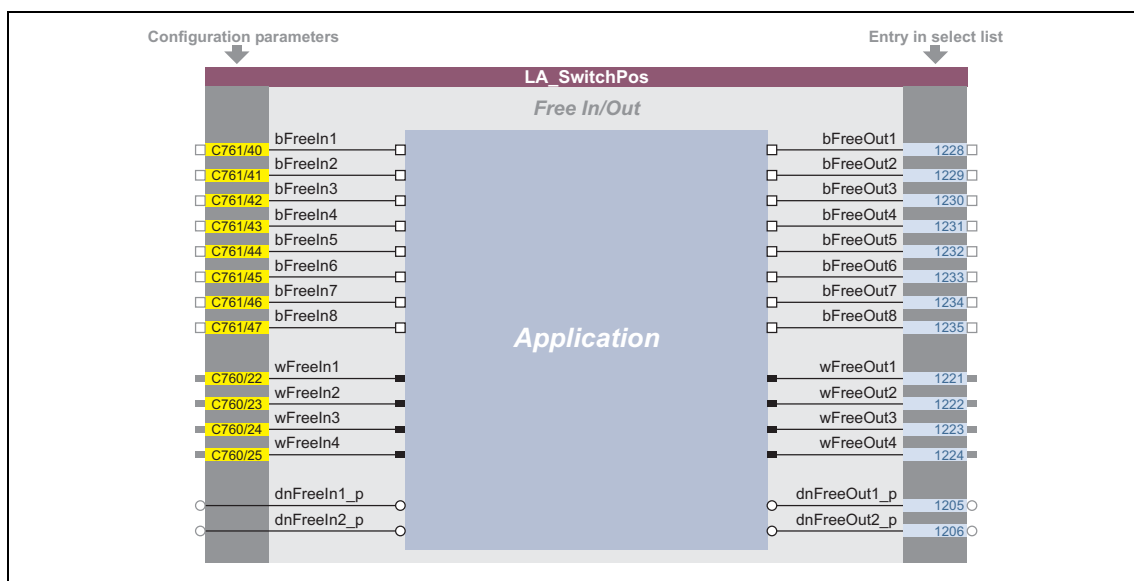 Configuration parameters Entry in select list
LA_SwitchPos
Free In/Out
bFreeIn1 bFreeOut1
C761/40 1228
bFreeIn2 bFreeOut2
C761/41 1229
bFreeIn3 bFreeOut3
C761/42 1230
bFreeIn4 bFreeOut4
C761/43 1231
bFreeIn5 bFreeOut5
C761/44 1232
bFreeIn6 bFreeOut6
C761/45 1233
bFreeIn7 bFreeOut7
C761/46 1234
bFreeIn8 bFreeOut8
C761/47 1235
Application
wFreeIn1 wFreeOut1
C760/22 1221
wFreeIn2 wFreeOut2
C760/23 1222
wFreeIn3 wFreeOut3
C760/24 1223
wFreeIn4 wFreeOut4
C760/25 1224
dnFreeIn1_p dnFreeOut1_p
1205
dnFreeIn2_p dnFreeOut2_p
1206